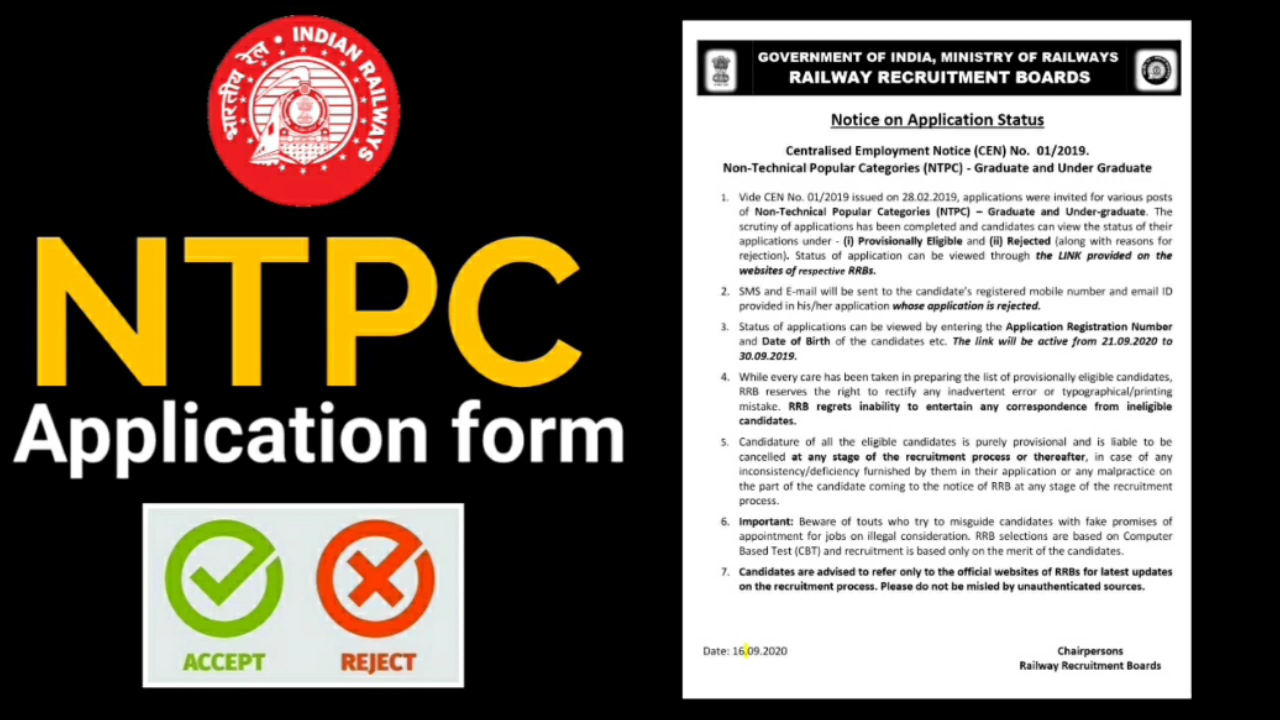 भारतीय रेल • INDIAN RAILWAYS
NTPC
Application form
ACCEPT
REJECT
GOVERNMENT OF INDIA, MINISTRY OF RAILWAYS
RAILWAY RECRUITMENT BOARDS
Notice on Application Status
Centralised Employment Notice (CEN) No. 01/2019.
Non-Technical Popular Categories (NTPC) - Graduate and Under Graduate
1. Vide CEN No. 01/2019 issued on 28.02.2019, applications were invited for various posts
of Non-Technical Popular Categories (NTPC) – Graduate and Under-graduate. The
scrutiny of applications has been completed and candidates can view the status of their
applications under - (i) Provisionally Eligible and (ii) Rejected (along with reasons for
rejection). Status of application can be viewed through the LINK provided on the
websites of respective RRBs.
2. SMS and E-mail will be sent to the candidate's registered mobile number and email ID
provided in his/her application whose application is rejected.
3. Status of applications can be viewed by entering the Application Registration Number
and Date of Birth of the candidates etc. The link will be active from 21.09.2020 to
30.09.2019.
4. While every care has been taken in preparing the list of provisionally eligible candidates,
RRB reserves the right to rectify any inadvertent error or typographical/printing
mistake. RRB regrets inability to entertain any correspondence from ineligible
candidates.
5. Candidature of all the eligible candidates is purely provisional and is liable to be
cancelled at any stage of the recruitment process or thereafter, in case of any
inconsistency/deficiency furnished by them in their application or any malpractice on
the part of the candidate coming to the notice of RRB at any stage of the recruitment
process.
6. Important: Beware of touts who try to misguide candidates with fake promises of
appointment for jobs on illegal consideration. RRB selections are based on Computer
Based Test (CBT) and recruitment is based only on the merit of the candidates.
7. Candidates are advised to refer only to the official websites of RRBs for latest updates
on the recruitment process. Please do not be misled by unauthenticated sources.
Date: 16.09.2020
Chairpersons
Railway Recruitment Boards